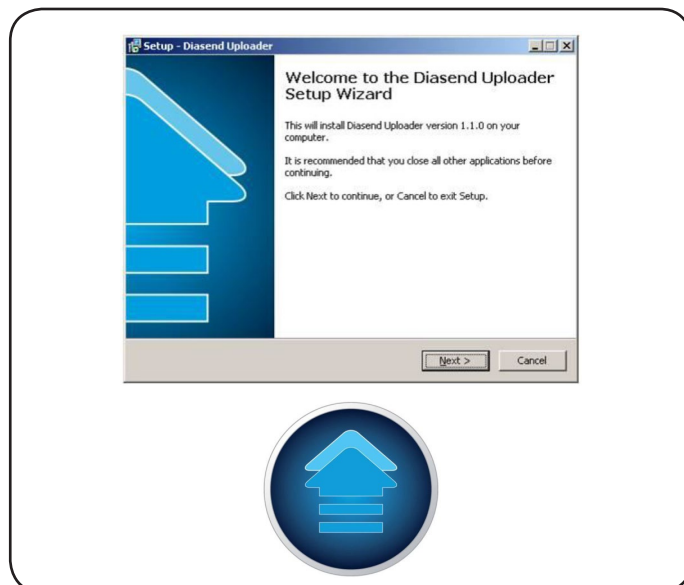 Setup - Diasend Uploader
Welcome to the Diasend Uploader
Setup Wizard
This will install Diasend Uploader version 1.1.0 on your
computer.
It is recommended that you close all other applications before
continuing.
Click Next to continue, or Cancel to exit Setup.
Next >
Cancel